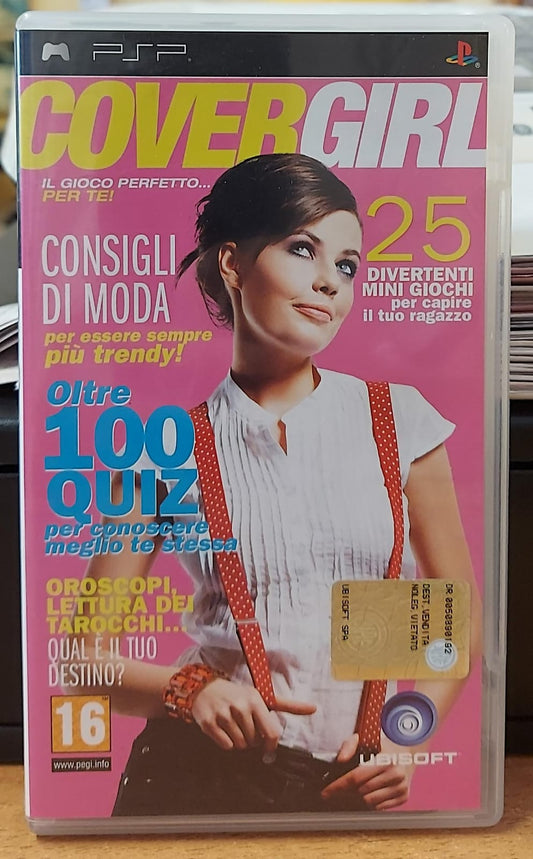 PSP
COVERGIRL
IL GIOCO PERFETTO...
PER TE!
CONSIGLI
DI MODA
per essere sempre
più trendy!
25
DIVERTENTI
MINI GIOCHI
per capire
il tuo ragazzo
Oltre
100
QUIZ
per conoscere
meglio te stessa
OROSCOPI,
LETTURA DEI
TAROCCHI...
QUAL È IL TUO
DESTINO?
16
www.pegi.info
DR 0050890192
DEST.VENDITA
NOLEG VIETATO
UBISOFT SPA
UBISOFT